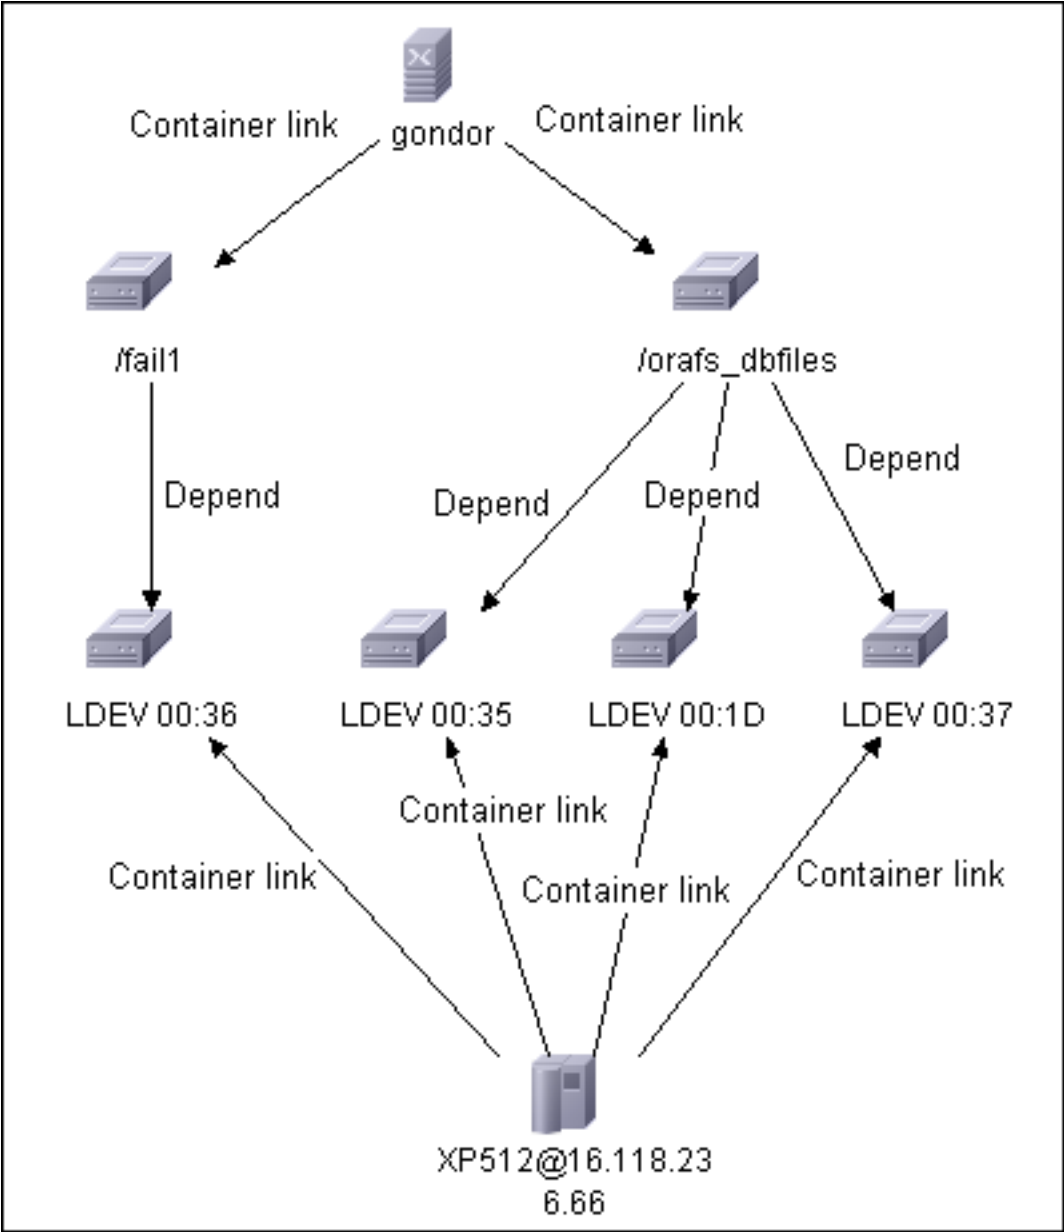 Container link
Container link
gondor
/fail1
/orafs_dbfiles
Depend
Depend
Depend
Depend
LDEV 00:36
LDEV 00:35
LDEV 00:1D
LDEV 00:37
Container link
Container link
Container link
Container link
XP512@16.118.23
6.66